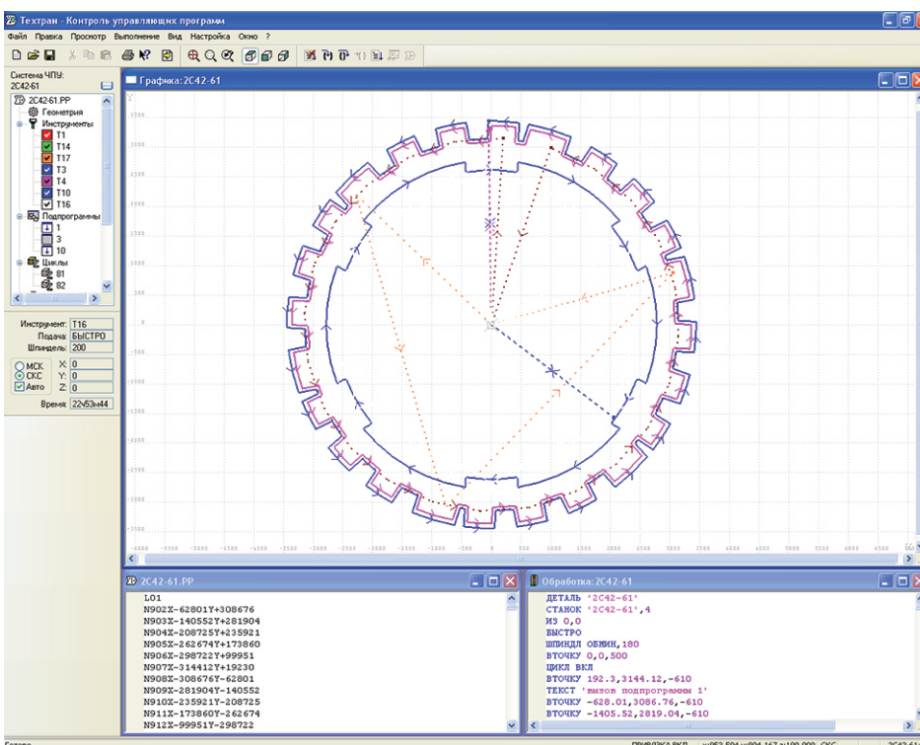 Техтран - Контроль управляющих программ
Файл Правка Просмотр Выполнение Вид Настройка Окно ?
Система ЧПУ:
2С42-61
2С42-61.РР
Геометрия
Инструменты
T1
T14
T17
T3
T4
T10
T16
Подпрограммы
1
3
10
Циклы
81
82
Инструмент: T16
Подача: БЫСТРО
Шпиндель: 200
МСК X: 0
СКС Y: 0
Авто Z: 0
Время: 22ч53м44
Графика:2С42-61
2С42-61.РР
L01
N902X-62801Y+308676
N903X-140552Y+281904
N904X-208725Y+235921
N905X-262674Y+173860
N906X-298722Y+99951
N907X-314412Y+19230
N908X-308676Y-62801
N909X-281904Y-140552
N910X-235921Y-208725
N911X-173860Y-262674
N912X-99951Y-298722
Обработка:2С42-61
ДЕТАЛЬ '2С42-61'
СТАНОК '2С42-61',4
ИЗ 0,0
БЫСТРО
ШПИНДЛ ОБМИН,180
ВТОЧКУ 0,0,500
ЦИКЛ ВКЛ
ВТОЧКУ 192.3,3144.12,-610
ТЕКСТ 'вызов подпрограммы 1'
ВТОЧКУ -628.01,3086.76,-610
ВТОЧКУ -1405.52,2819.04,-610